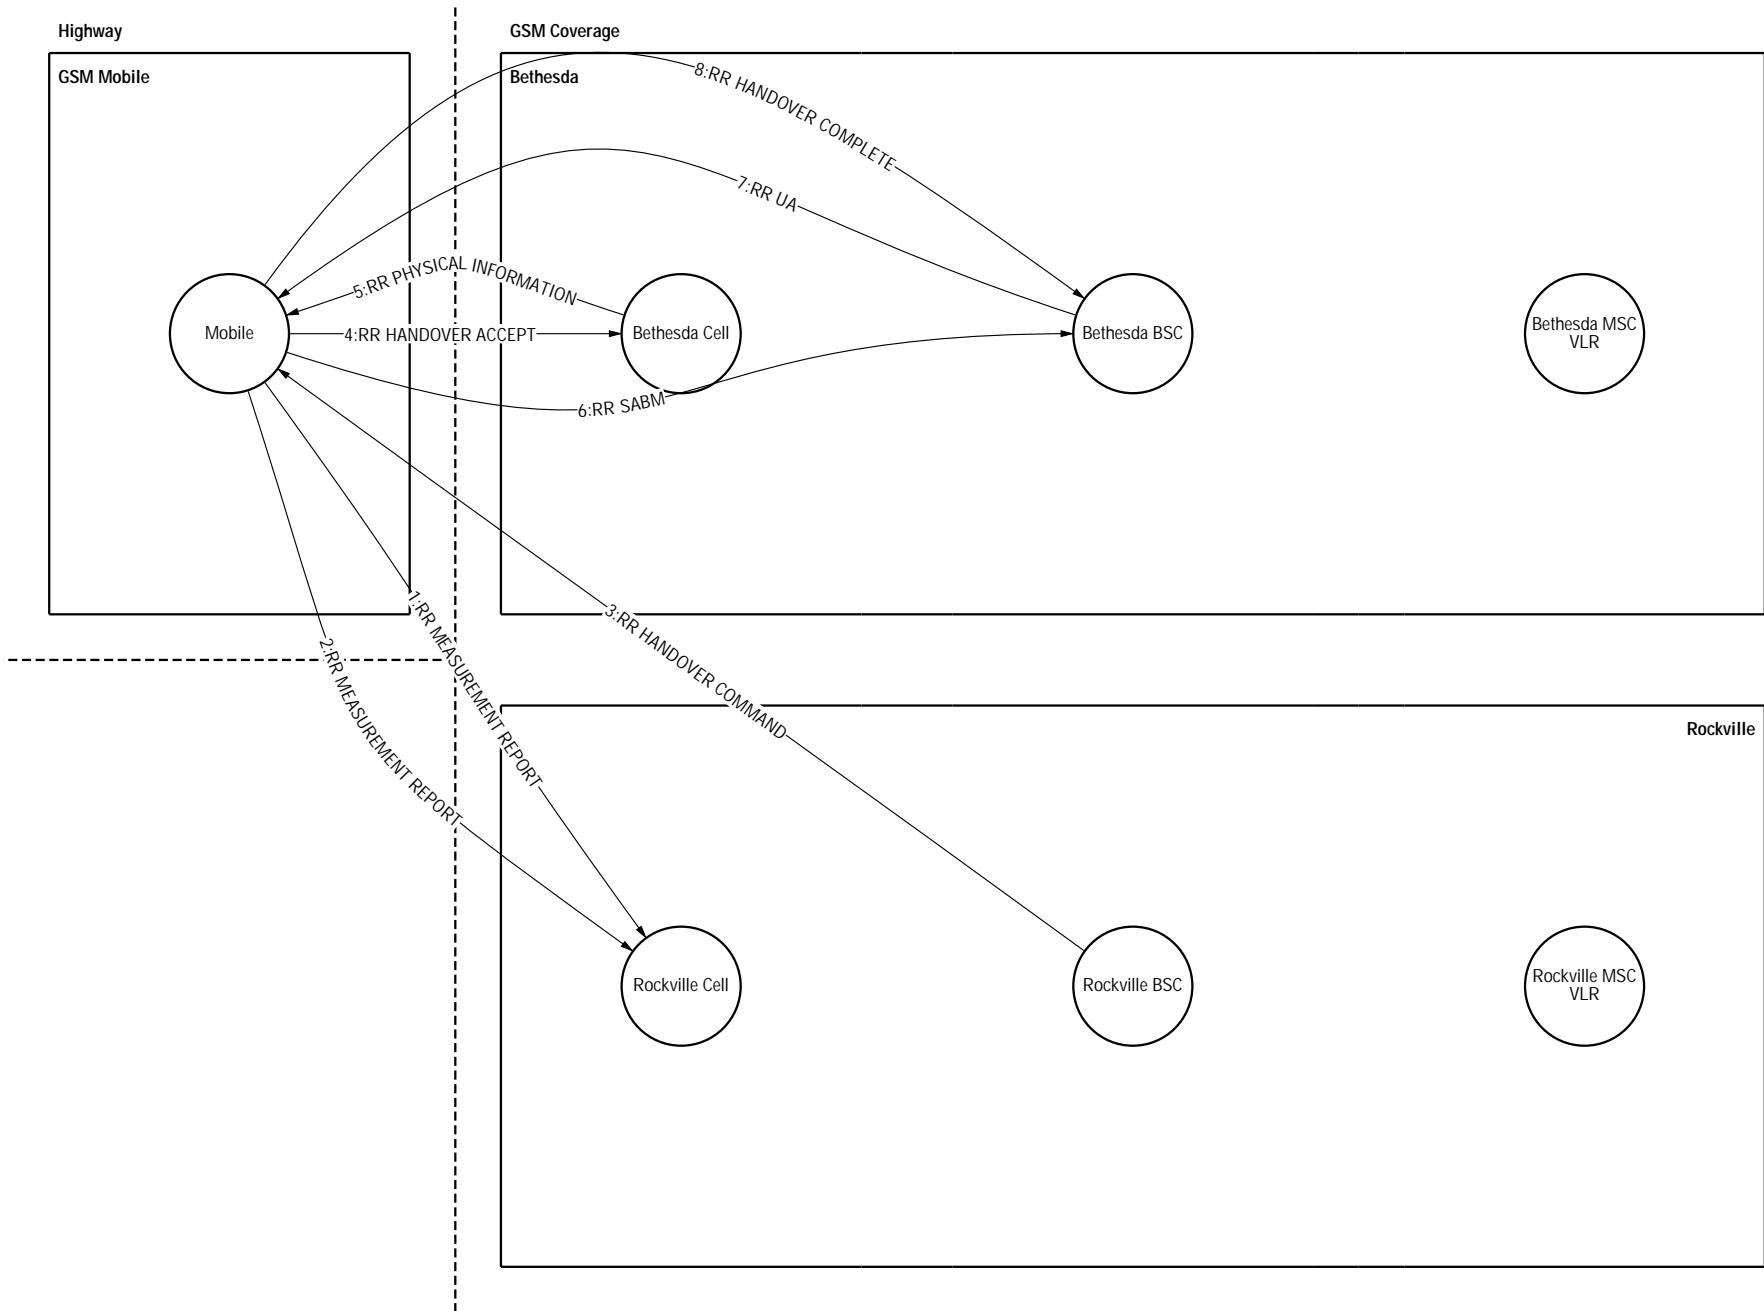 Highway
GSM Coverage
GSM Mobile
Bethesda
8:RR HANDOVER COMPLETE
7:RR UA
5:RR PHYSICAL INFORMATION
Mobile
4:RR HANDOVER ACCEPT
Bethesda Cell
Bethesda BSC
Bethesda MSC
VLR
6:RR SABM
1:RR MEASUREMENT REPORT
2:RR MEASUREMENT REPORT
3:RR HANDOVER COMMAND
Rockville
Rockville Cell
Rockville BSC
Rockville MSC
VLR